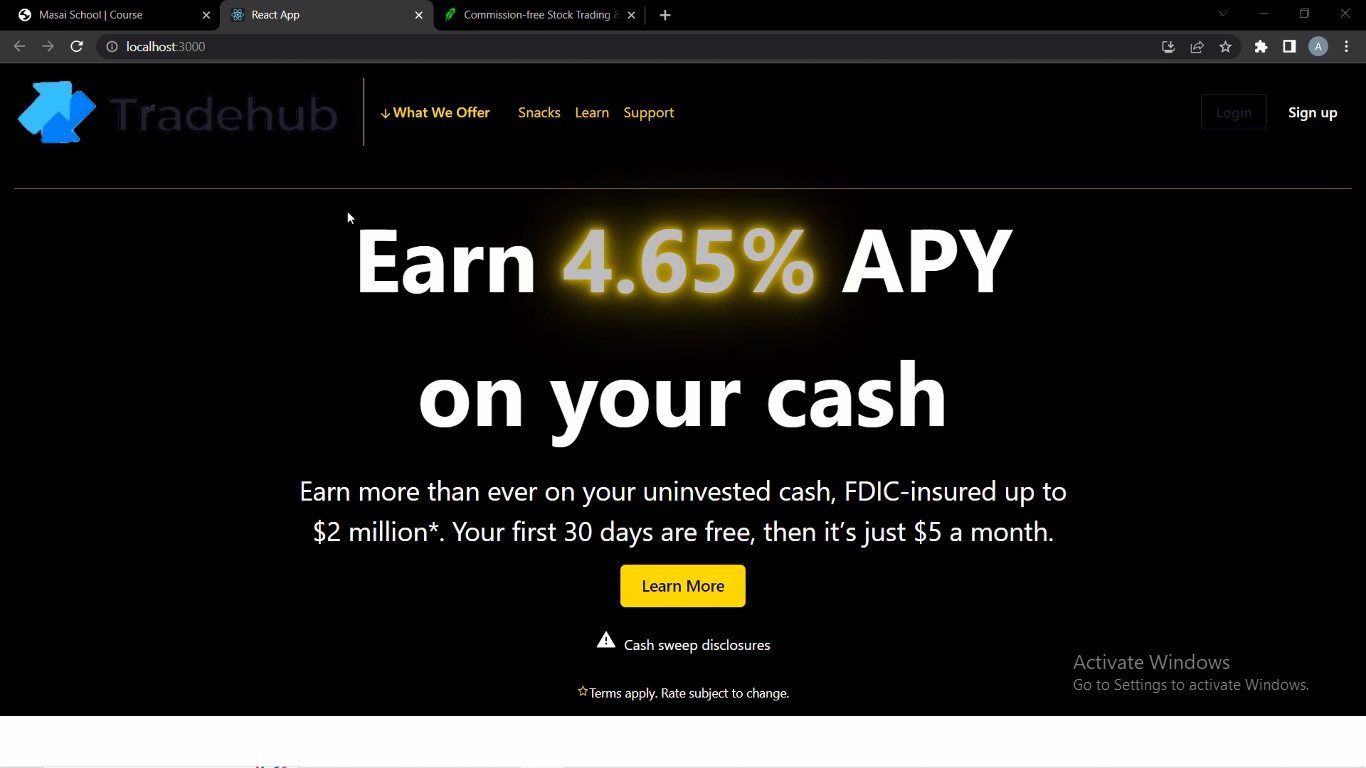 Masai School | Course
React App
Commission-free Stock Trading &
localhost:3000
A
Tradehub
↓ What We Offer
Snacks
Learn
Support
Login
Sign up
Earn 4.65% APY
on your cash
Earn more than ever on your uninvested cash, FDIC-insured up to
$2 million*. Your first 30 days are free, then it’s just $5 a month.
Learn More
Cash sweep disclosures
☆Terms apply. Rate subject to change.
Activate Windows
Go to Settings to activate Windows.